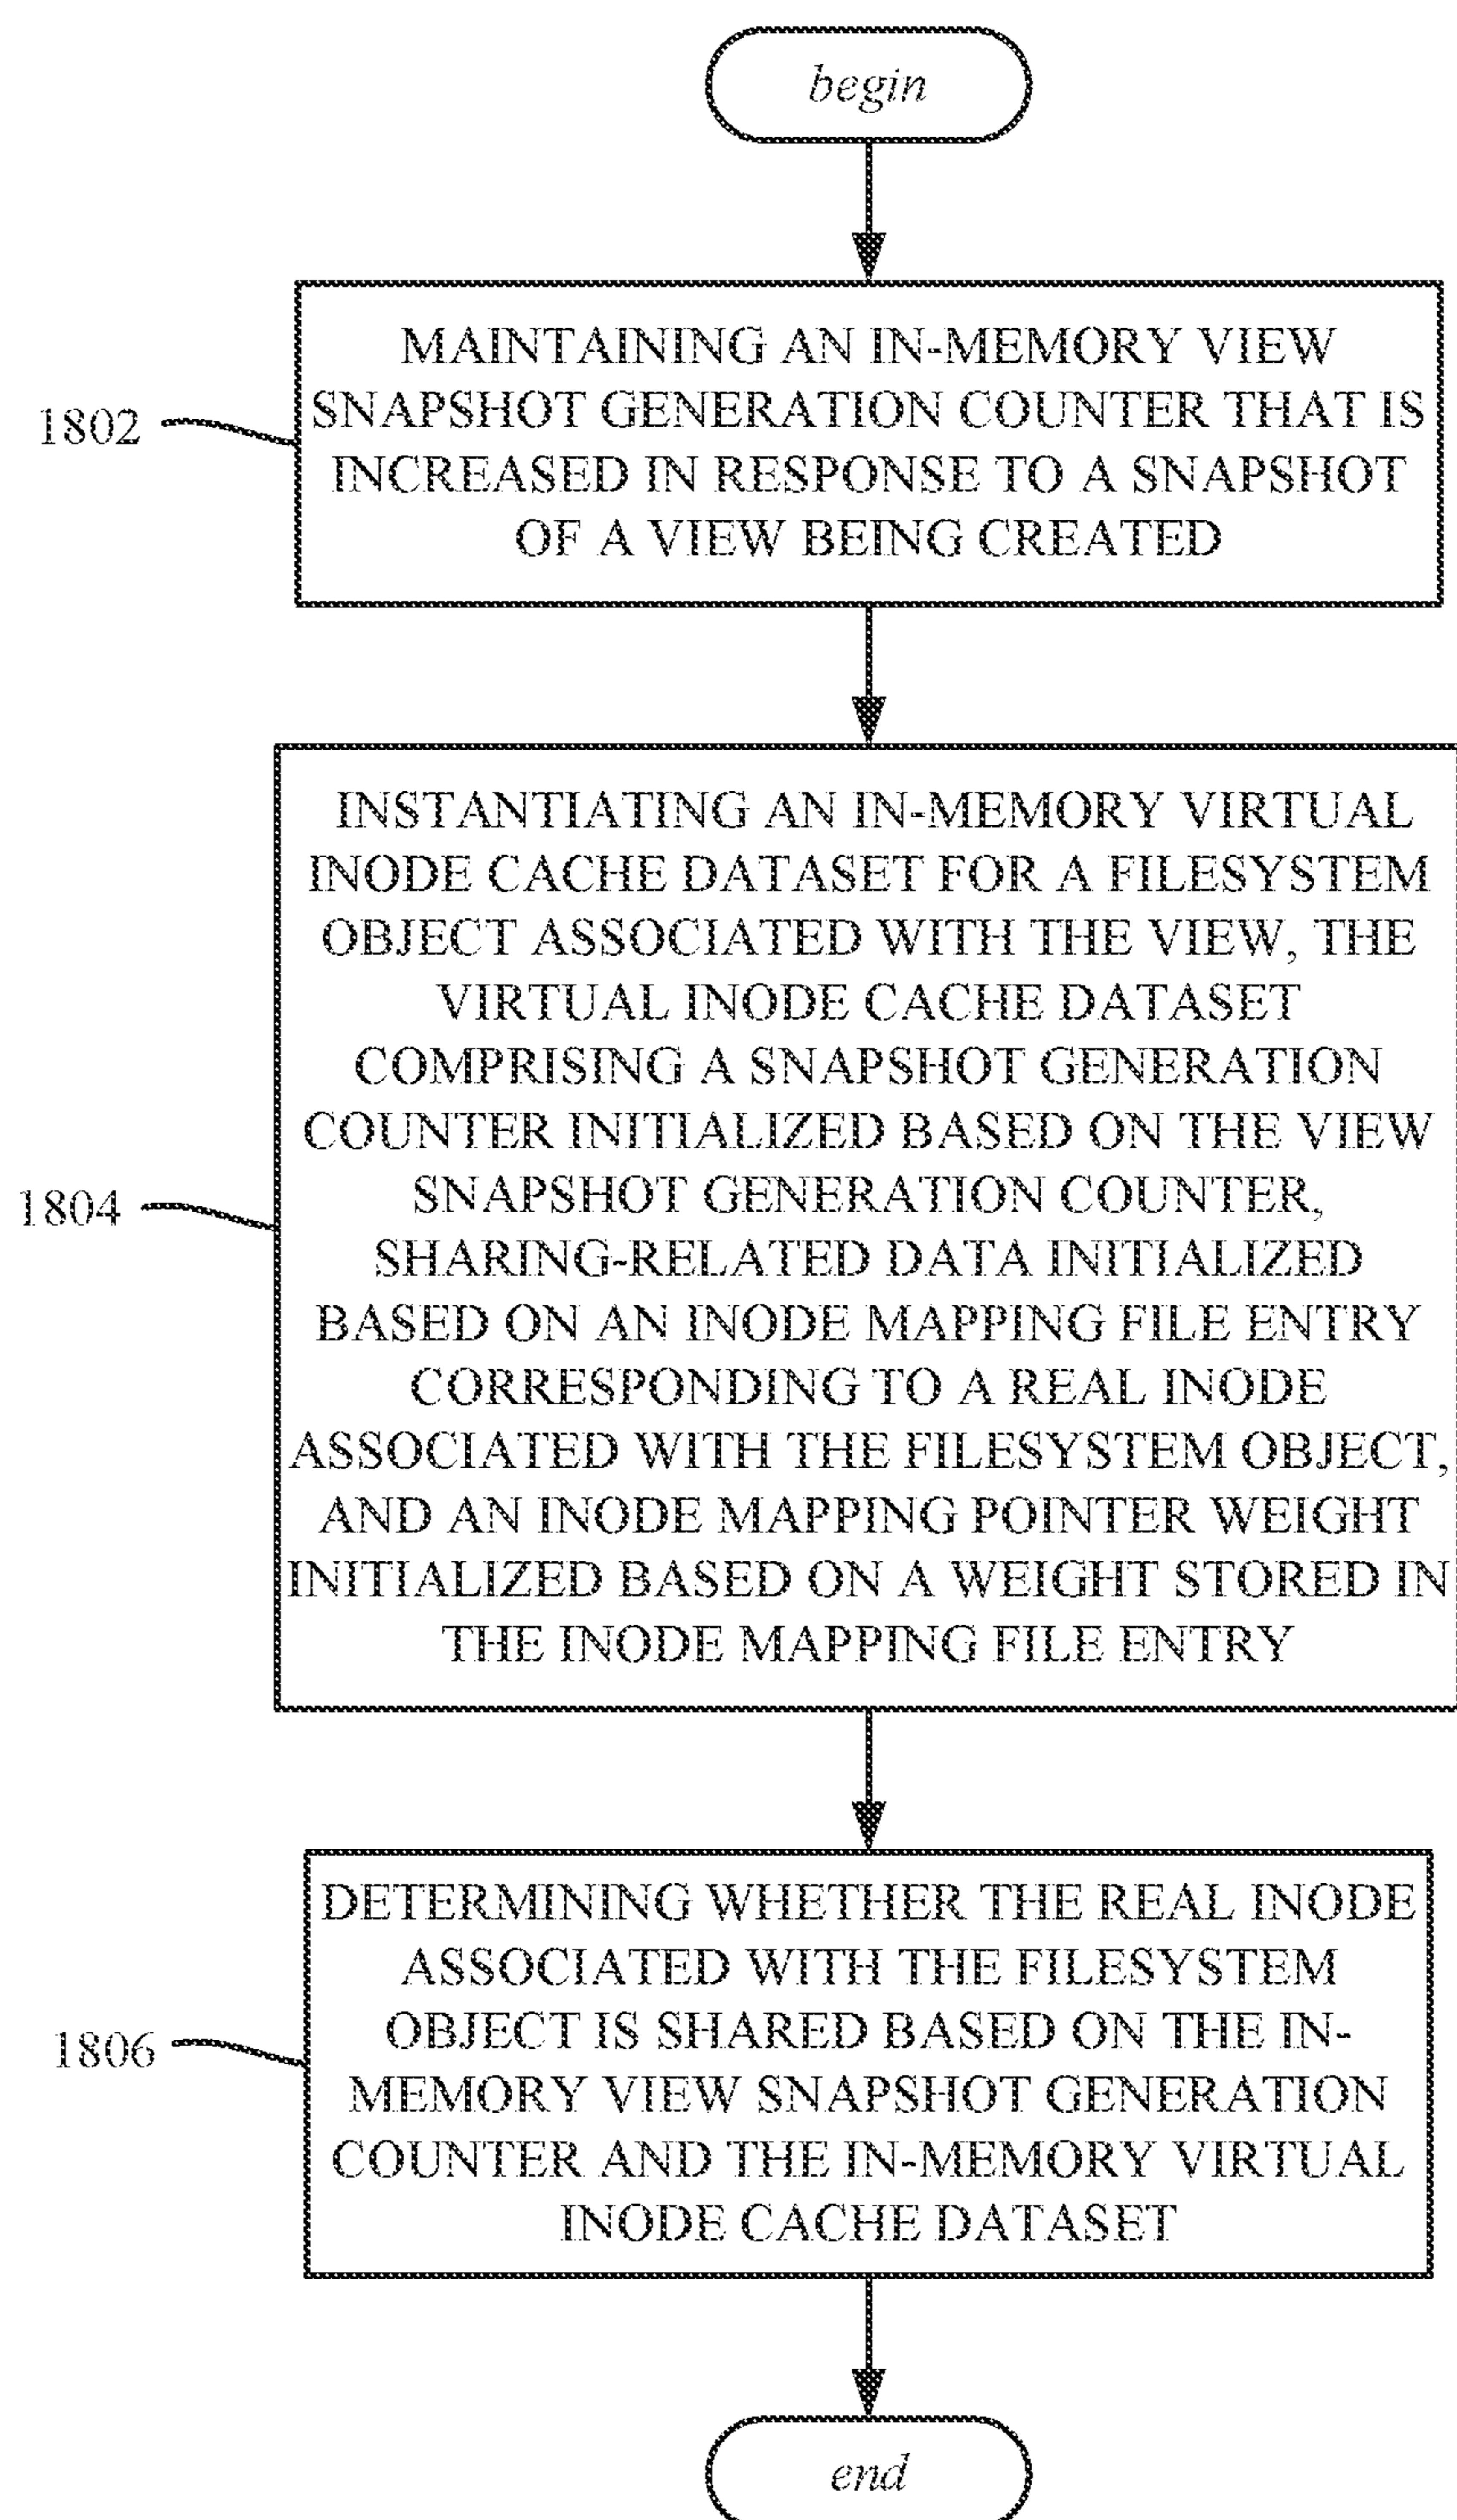 begin
MAINTAINING AN IN-MEMORY VIEW
SNAPSHOT GENERATION COUNTER THAT IS
INCREASED IN RESPONSE TO A SNAPSHOT
OF A VIEW BEING CREATED
1802
INSTANTIATING AN IN-MEMORY VIRTUAL
INODE CACHE DATASET FOR A FILESYSTEM
OBJECT ASSOCIATED WITH THE VIEW, THE
VIRTUAL INODE CACHE DATASET
COMPRISING A SNAPSHOT GENERATION
COUNTER INITIALIZED BASED ON THE VIEW
SNAPSHOT GENERATION COUNTER,
SHARING-RELATED DATA INITIALIZED
BASED ON AN INODE MAPPING FILE ENTRY
CORRESPONDING TO A REAL INODE
ASSOCIATED WITH THE FILESYSTEM OBJECT,
AND AN INODE MAPPING POINTER WEIGHT
INITIALIZED BASED ON A WEIGHT STORED IN
THE INODE MAPPING FILE ENTRY
1804
DETERMINING WHETHER THE REAL INODE
ASSOCIATED WITH THE FILESYSTEM
OBJECT IS SHARED BASED ON THE IN-
MEMORY VIEW SNAPSHOT GENERATION
COUNTER AND THE IN-MEMORY VIRTUAL
INODE CACHE DATASET
1806
end